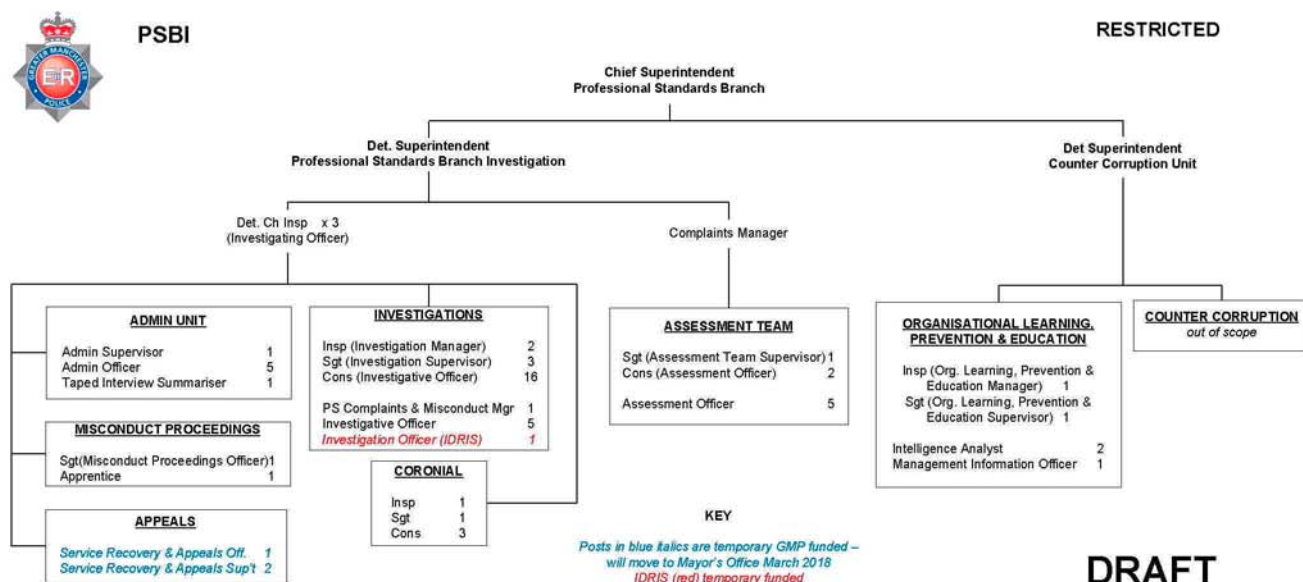 PSBI
RESTRICTED
GREATER MANCHESTER
E R
POLICE
Chief Superintendent
Professional Standards Branch
Det. Superintendent
Professional Standards Branch Investigation
Det Superintendent
Counter Corruption Unit
Det. Ch Insp x 3
(Investigating Officer)
Complaints Manager
ADMIN UNIT
Admin Supervisor 1
Admin Officer 5
Taped Interview Summariser 1
MISCONDUCT PROCEEDINGS
Sgt(Misconduct Proceedings Officer)1
Apprentice 1
APPEALS
Service Recovery & Appeals Off. 1
Service Recovery & Appeals Sup't 2
INVESTIGATIONS
Insp (Investigation Manager) 2
Sgt (Investigation Supervisor) 3
Cons (Investigative Officer) 16
PS Complaints & Misconduct Mgr 1
Investigative Officer 5
Investigation Officer (IDRIS) 1
CORONIAL
Insp 1
Sgt 1
Cons 3
ASSESSMENT TEAM
Sgt (Assessment Team Supervisor) 1
Cons (Assessment Officer) 2
Assessment Officer 5
ORGANISATIONAL LEARNING,
PREVENTION & EDUCATION
Insp (Org. Learning, Prevention &
Education Manager) 1
Sgt (Org. Learning, Prevention &
Education Supervisor) 1
Intelligence Analyst 2
Management Information Officer 1
COUNTER CORRUPTION
out of scope
KEY
Posts in blue italics are temporary GMP funded –
will move to Mayor's Office March 2018
IDRIS (red) temporary funded
DRAFT